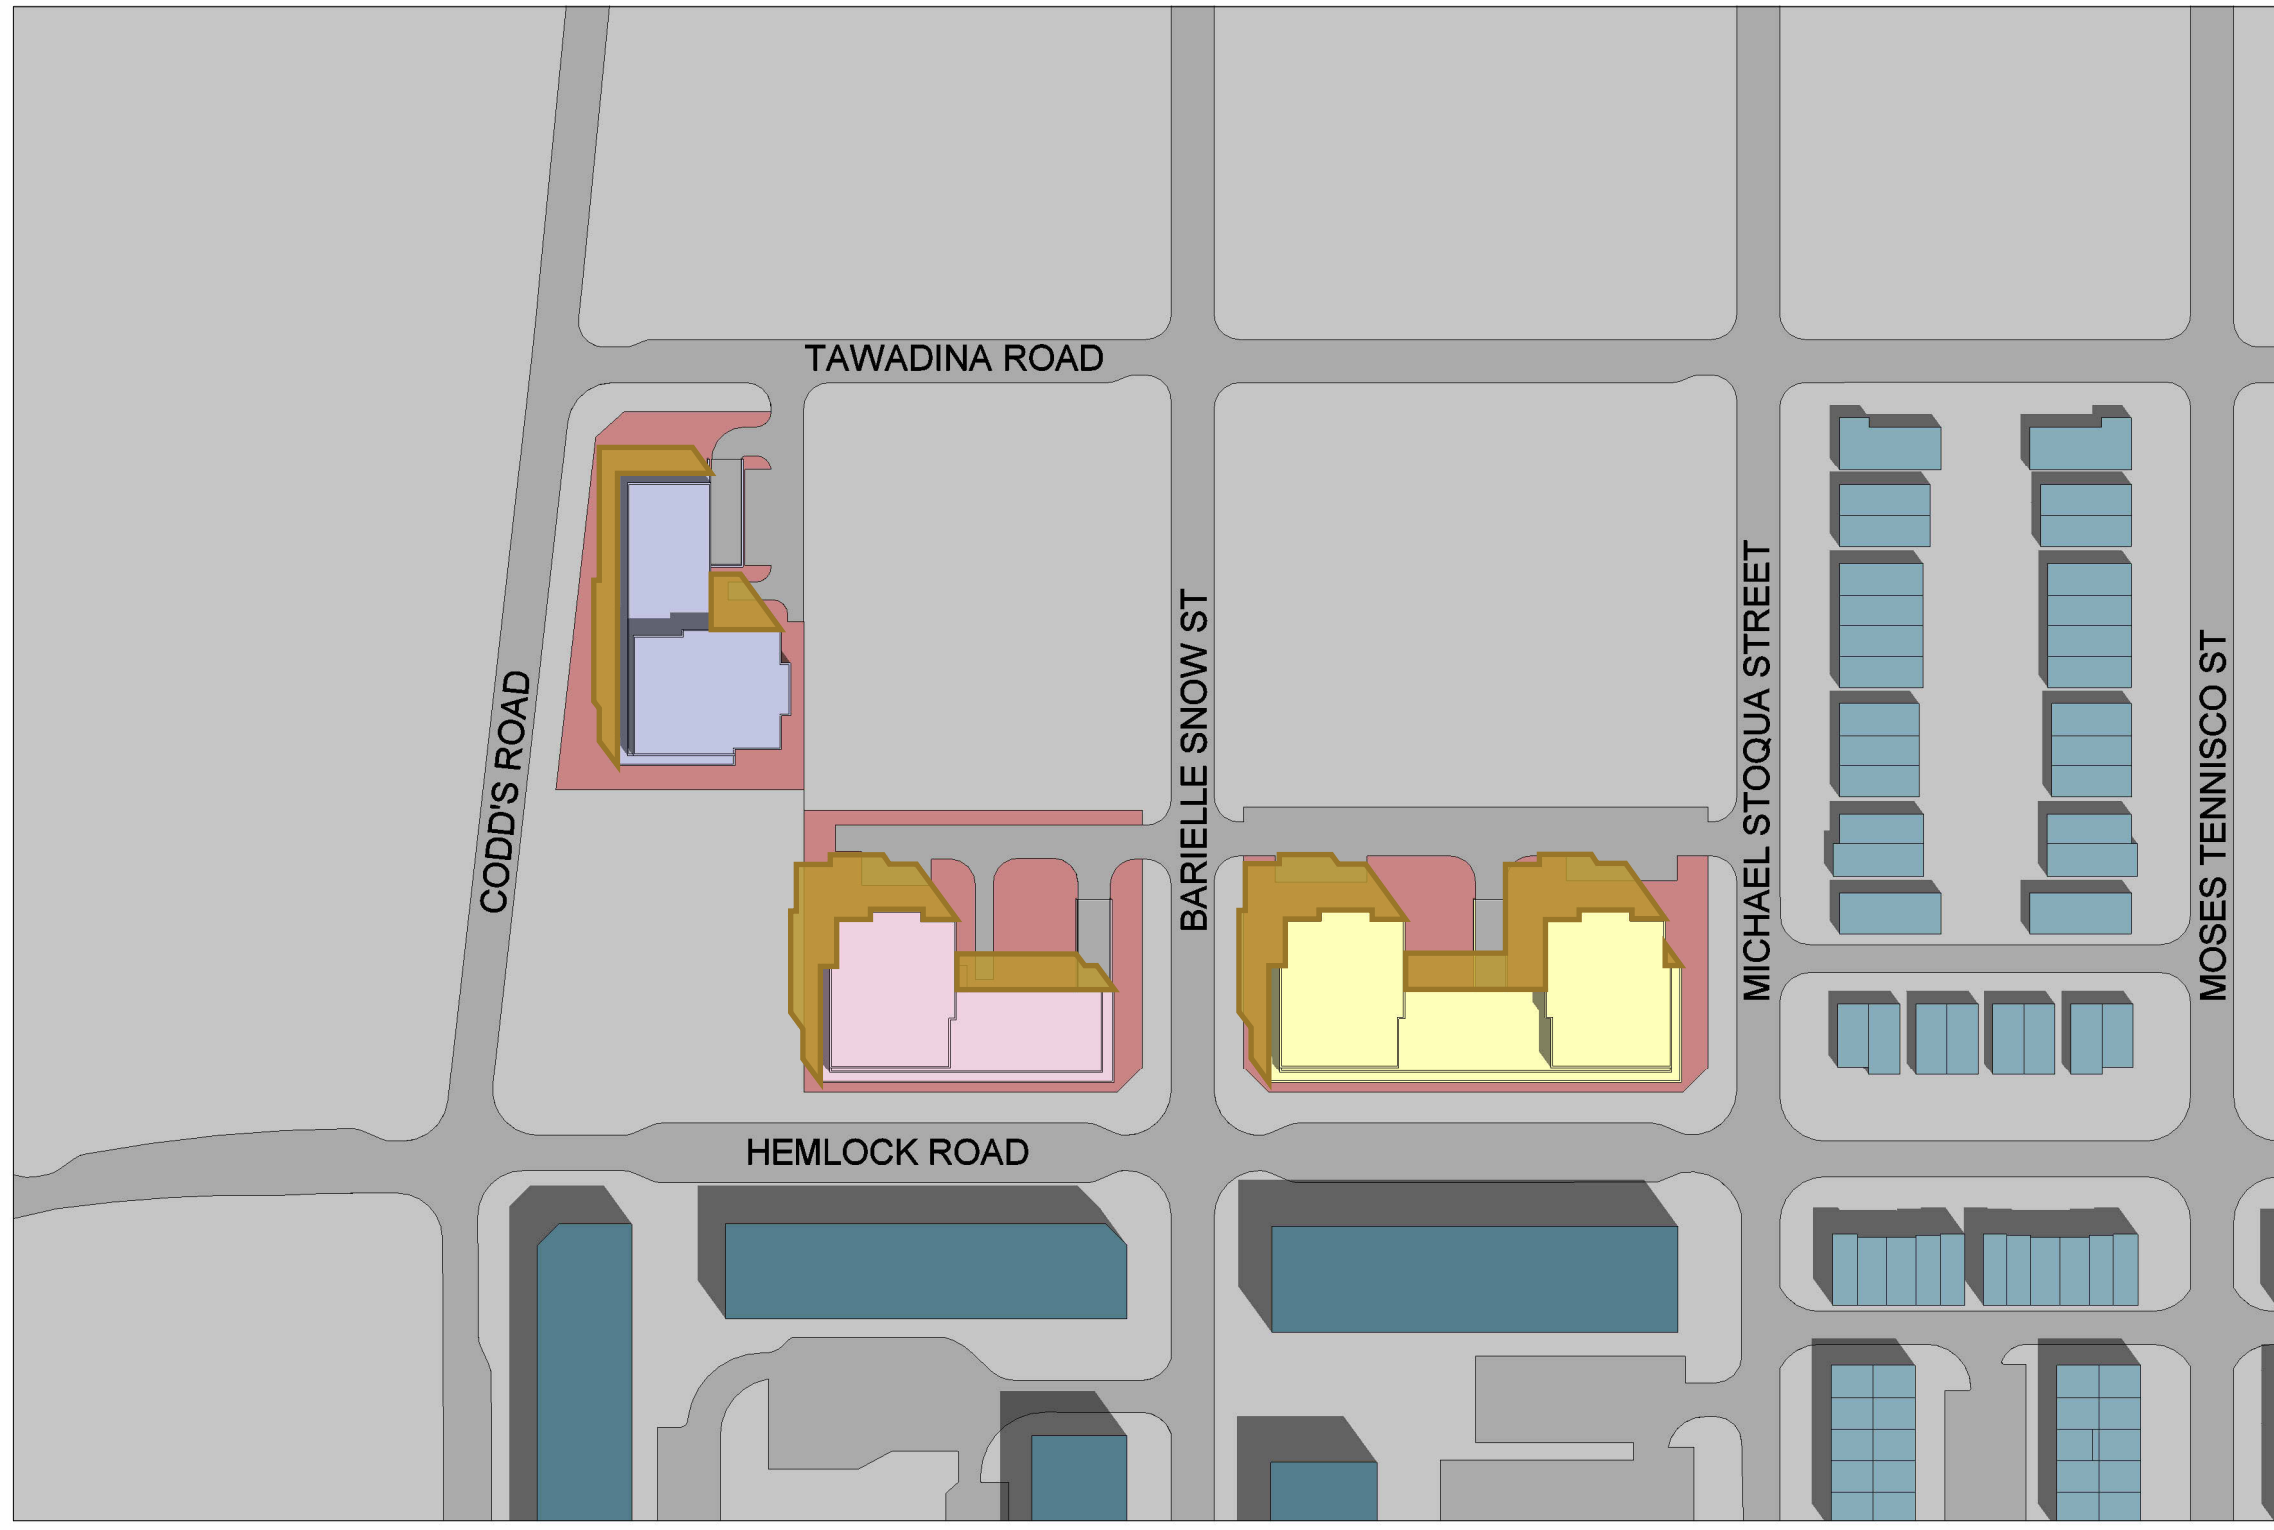 TAWADINA ROAD
CODD'S ROAD
BARIELLE SNOW ST
MICHAEL STOQUA STREET
MOSES TENNISCO ST
HEMLOCK ROAD